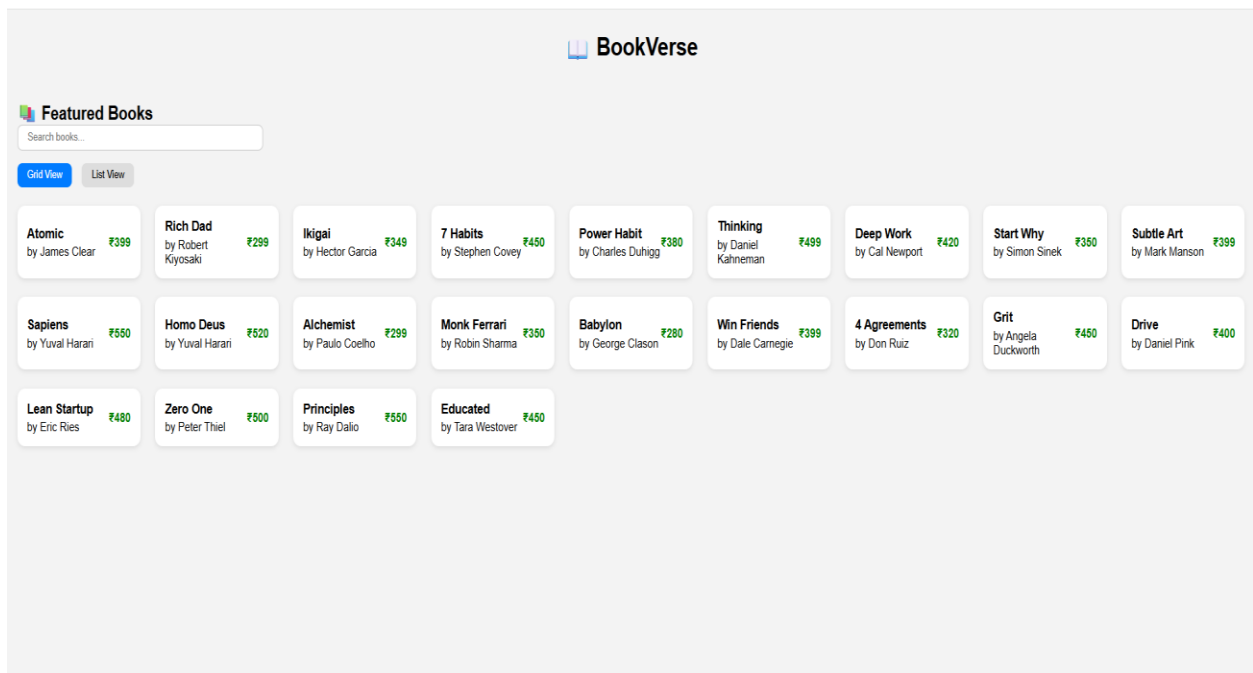 📖 BookVerse
📚 Featured Books
Search books...
Grid View List View
Atomic
by James Clear
₹399
Rich Dad
by Robert
Kiyosaki
₹299
Ikigai
by Hector Garcia
₹349
7 Habits
by Stephen Covey
₹450
Power Habit
by Charles Duhigg
₹380
Thinking
by Daniel
Kahneman
₹499
Deep Work
by Cal Newport
₹420
Start Why
by Simon Sinek
₹350
Subtle Art
by Mark Manson
₹399
Sapiens
by Yuval Harari
₹550
Homo Deus
by Yuval Harari
₹520
Alchemist
by Paulo Coelho
₹299
Monk Ferrari
by Robin Sharma
₹350
Babylon
by George Clason
₹280
Win Friends
by Dale Carnegie
₹399
4 Agreements
by Don Ruiz
₹320
Grit
by Angela
Duckworth
₹450
Drive
by Daniel Pink
₹400
Lean Startup
by Eric Ries
₹480
Zero One
by Peter Thiel
₹500
Principles
by Ray Dalio
₹550
Educated
by Tara Westover
₹450